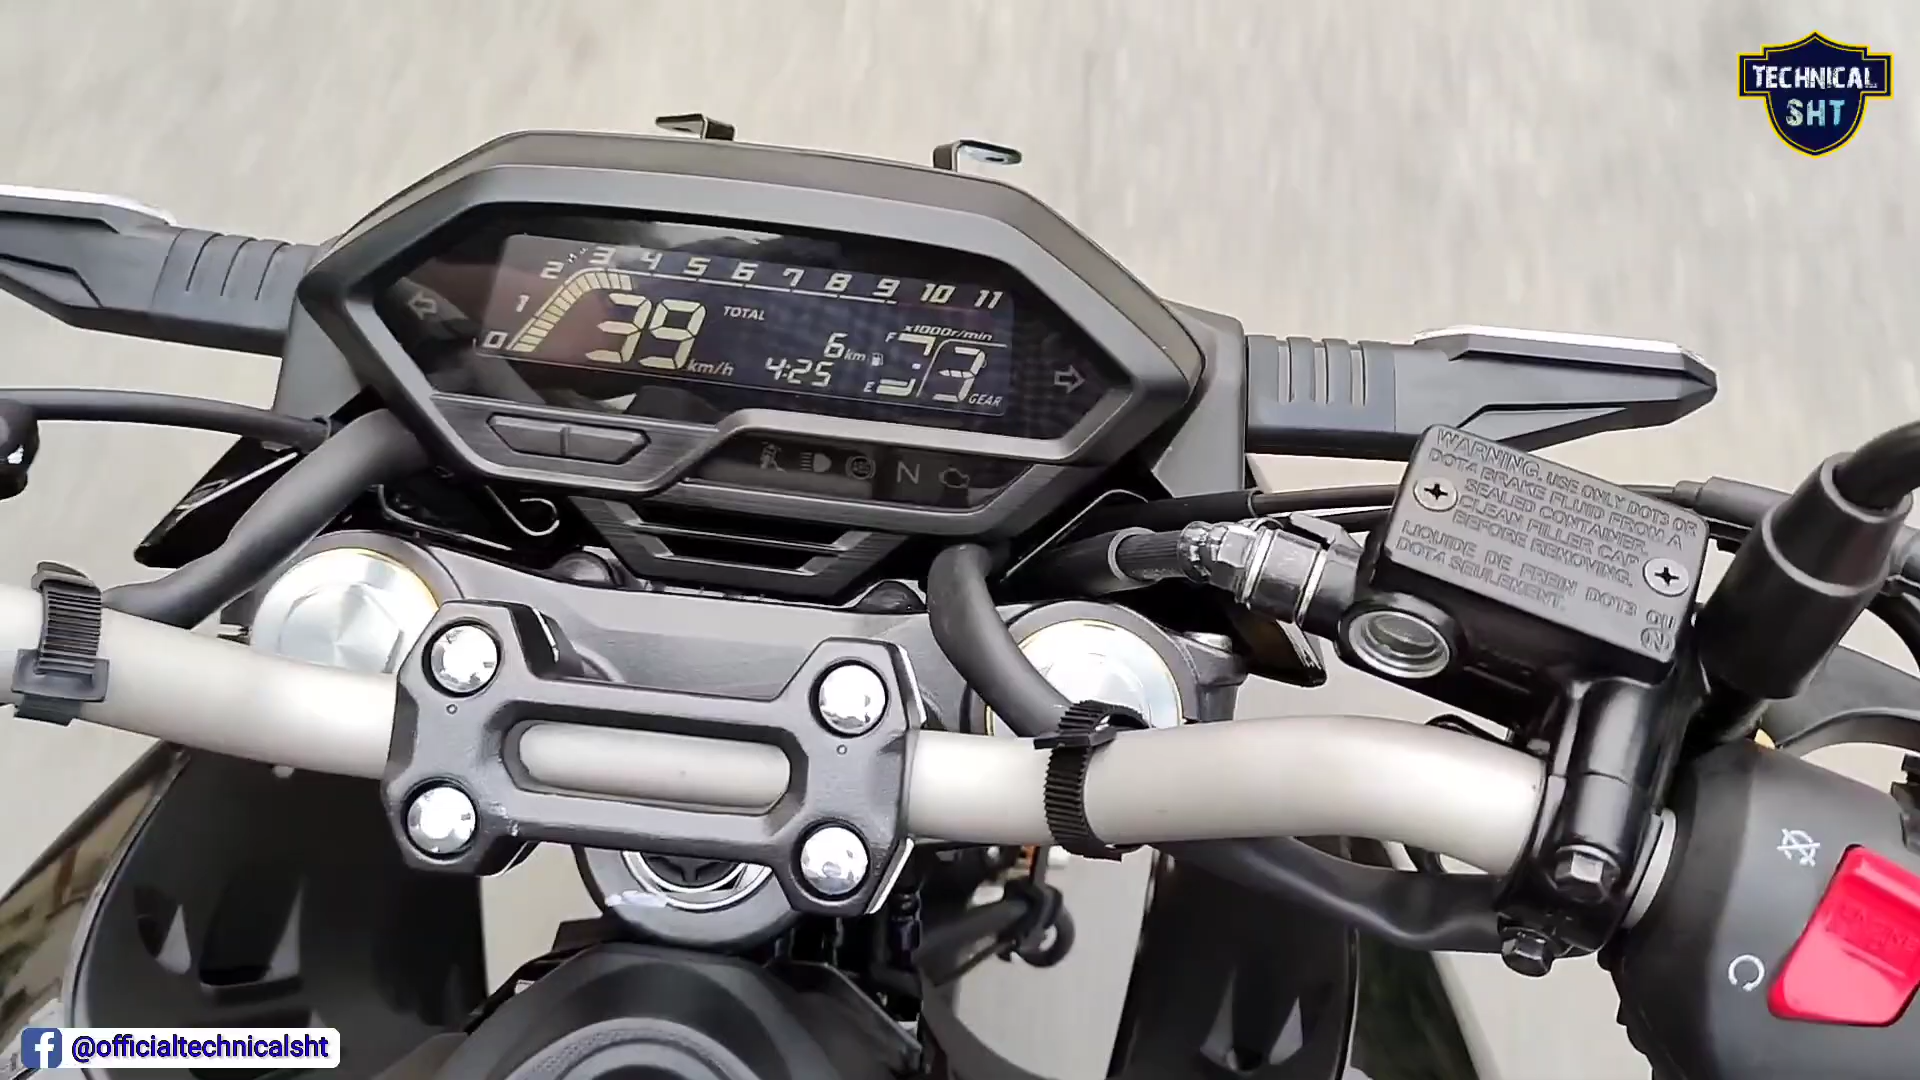 TECHNICAL
SHT
0 1 2 3 4 5 6 7 8 9 10 11
x1000r/min
39 km/h
TOTAL
6 km
4:25
F
E
3
GEAR
ABS
N
WARNING. USE ONLY DOT3 OR
DOT4 BRAKE FLUID FROM A
SEALED CONTAINER.
CLEAN FILLER CAP
BEFORE REMOVING.
LIQUIDE DE FREIN DOT3 OU
DOT4 SEULEMENT.
@officialtechnicalsht